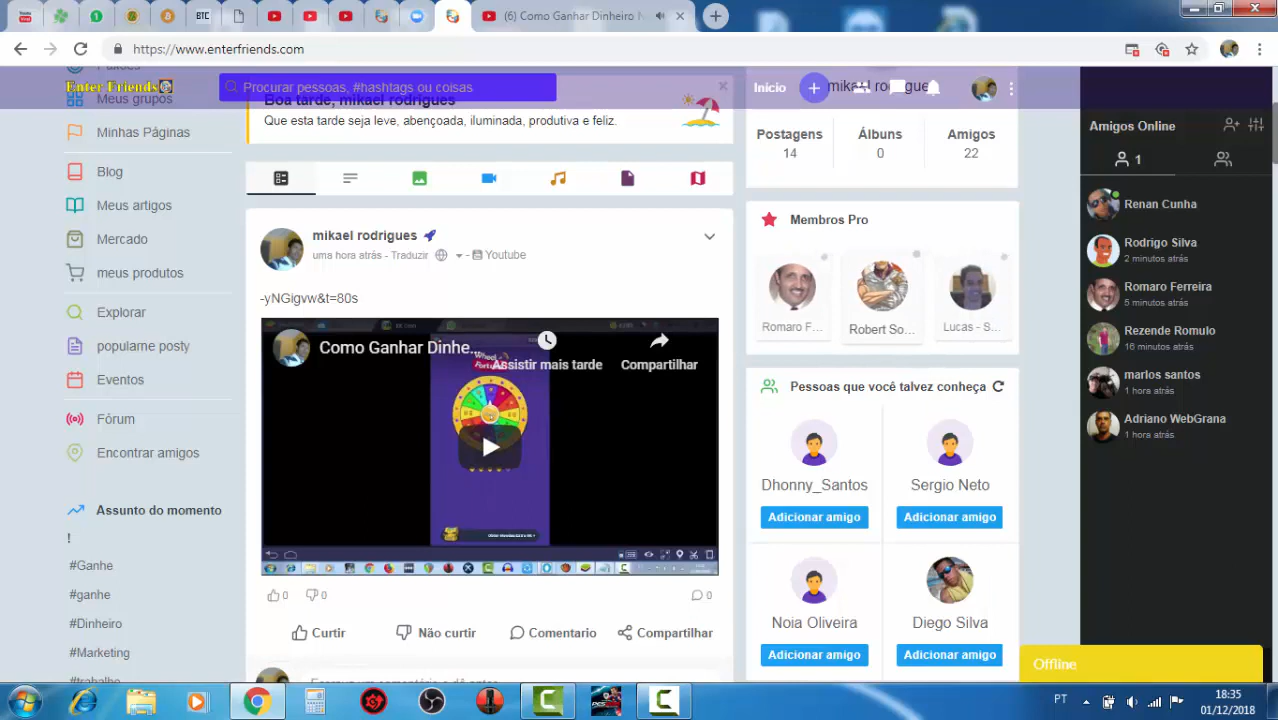 BTC
(6) Como Ganhar Dinheiro N
https://www.enterfriends.com
Enter Friends
Procurar pessoas, #hashtags ou coisas
Início
mikael rodrigues
Meus grupos
Minhas Páginas
Blog
Meus artigos
Mercado
meus produtos
Explorar
popularne posty
Eventos
Fórum
Encontrar amigos
Assunto do momento
!
#Ganhe
#ganhe
#Dinheiro
#Marketing
#trabalho
Boa tarde, mikael rodrigues
Que esta tarde seja leve, abençoada, iluminada, produtiva e feliz.
mikael rodrigues
uma hora atrás - Traduzir - Youtube
-yNGigvw&t=80s
Como Ganhar Dinhe...
Assistir mais tarde
Compartilhar
0
0
0
Curtir
Não curtir
Comentario
Compartilhar
Postagens
14
Álbuns
0
Amigos
22
Membros Pro
Romaro F...
Robert So...
Lucas - S...
Pessoas que você talvez conheça
Dhonny_Santos
Adicionar amigo
Sergio Neto
Adicionar amigo
Noia Oliveira
Adicionar amigo
Diego Silva
Adicionar amigo
Amigos Online
1
Renan Cunha
Rodrigo Silva
2 minutos atrás
Romaro Ferreira
5 minutos atrás
Rezende Romulo
16 minutos atrás
marlos santos
1 hora atrás
Adriano WebGrana
1 hora atrás
Offline
PT
18:35
01/12/2018